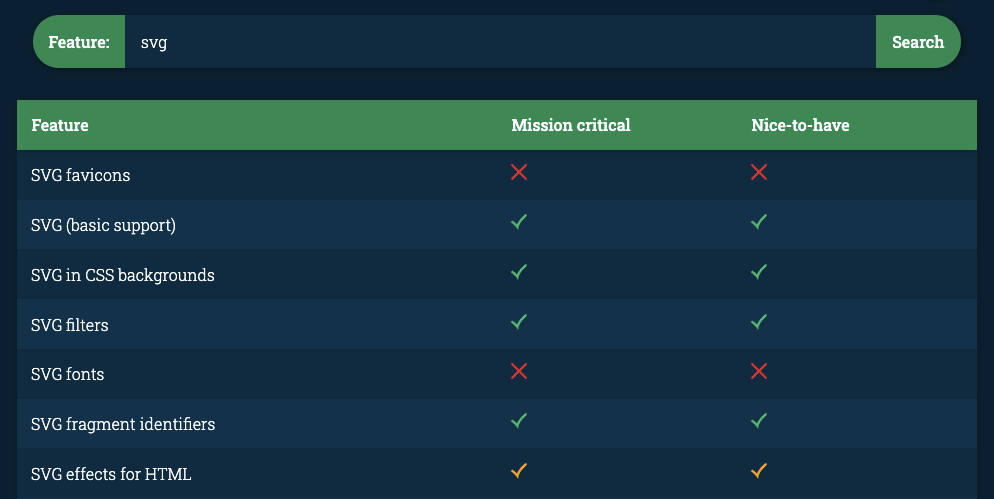 Feature: svg Search
Feature Mission critical Nice-to-have
SVG favicons
SVG (basic support)
SVG in CSS backgrounds
SVG filters
SVG fonts
SVG fragment identifiers
SVG effects for HTML